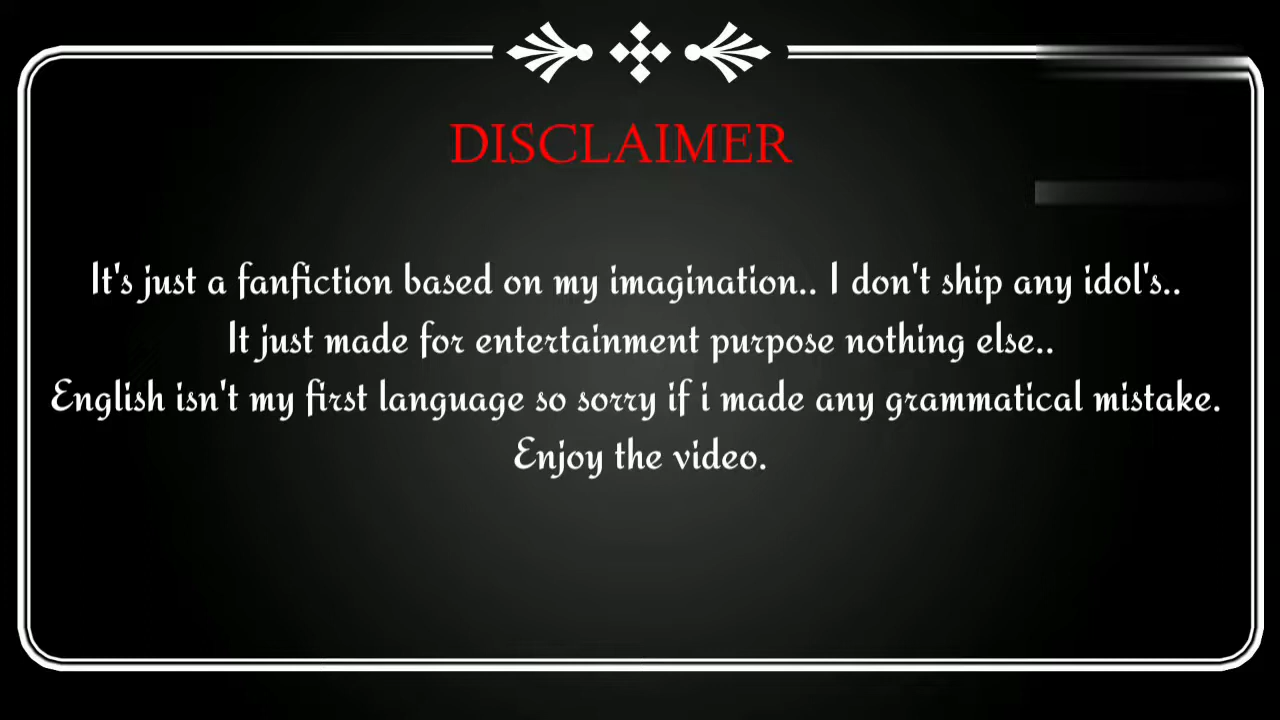 DISCLAIMER
It's just a fanfiction based on my imagination.. I don't ship any idol's..
It just made for entertainment purpose nothing else..
English isn't my first language so sorry if i made any grammatical mistake.
Enjoy the video.